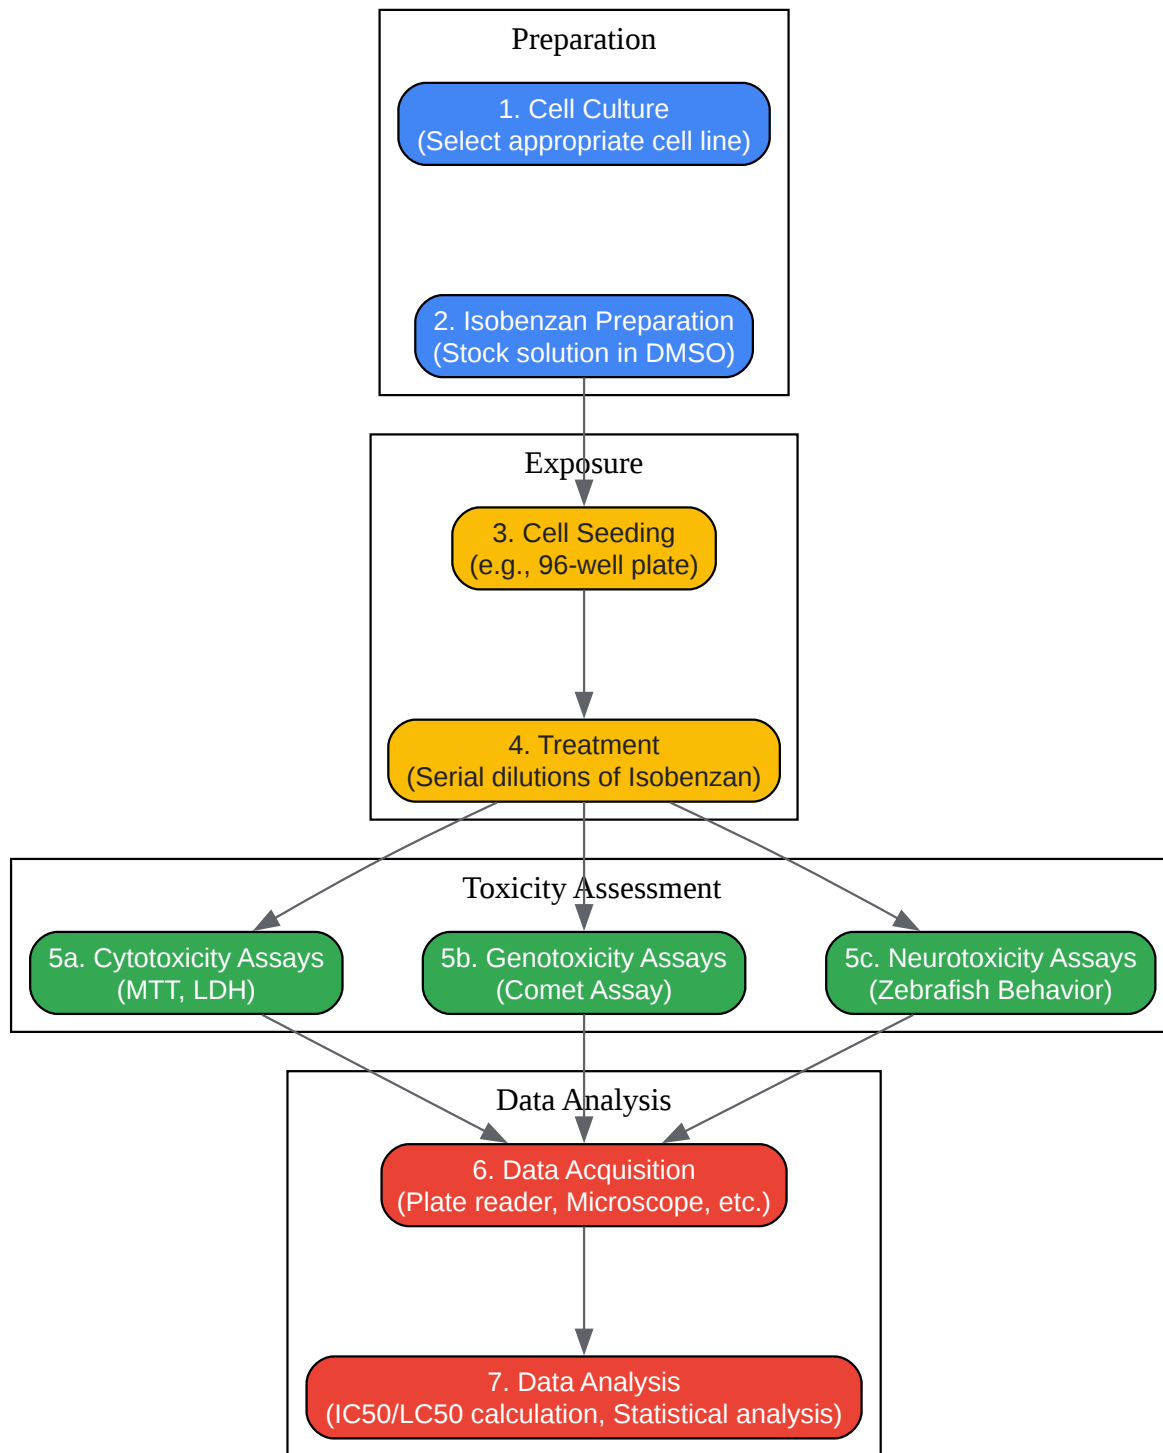 Preparation
1. Cell Culture
(Select appropriate cell line)
2. Isobenzan Preparation
(Stock solution in DMSO)
Exposure
3. Cell Seeding
(e.g., 96-well plate)
4. Treatment
(Serial dilutions of Isobenzan)
Toxicity Assessment
5a. Cytotoxicity Assays
(MTT, LDH)
5b. Genotoxicity Assays
(Comet Assay)
5c. Neurotoxicity Assays
(Zebrafish Behavior)
Data Analysis
6. Data Acquisition
(Plate reader, Microscope, etc.)
7. Data Analysis
(IC50/LC50 calculation, Statistical analysis)